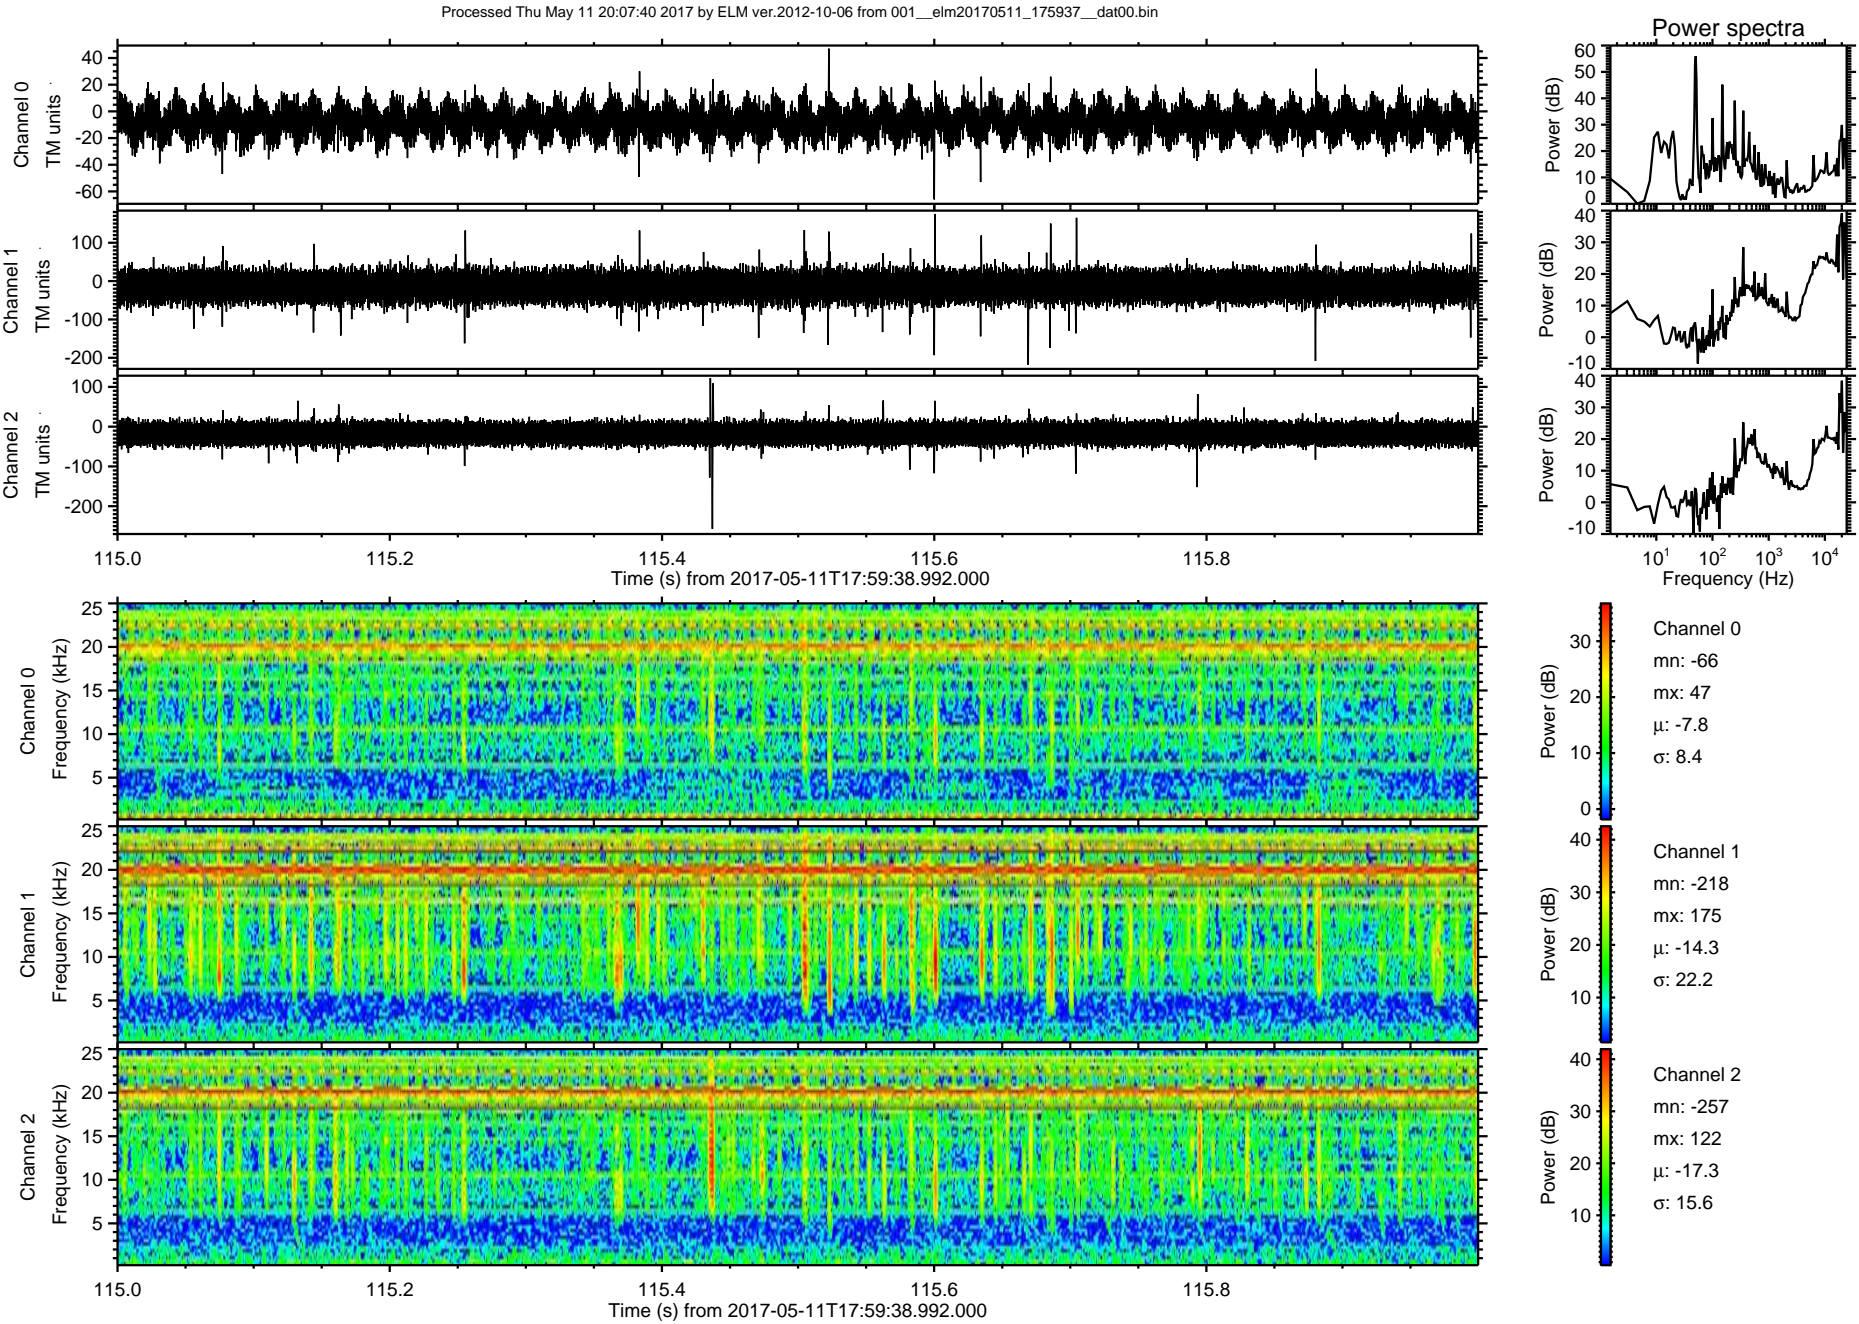 Processed Thu May 11 20:07:40 2017 by ELM ver.2012-10-06 from 001__elm20170511_175937__dat00.bin
Power spectra
Channel 0
TM units
40
20
0
-20
-40
-60
Power (dB)
60
50
40
30
20
10
0
Channel 1
TM units
100
0
-100
-200
Power (dB)
40
30
20
10
0
-10
Channel 2
TM units
100
0
-100
-200
Power (dB)
40
30
20
10
0
-10
115.0 115.2 115.4 115.6 115.8
Time (s) from 2017-05-11T17:59:38.992.000
10¹ 10² 10³ 10⁴
Frequency (Hz)
Channel 0
Frequency (kHz)
25
20
15
10
5
Power (dB)
30
20
10
0
Channel 0
mn: -66
mx: 47
μ: -7.8
σ: 8.4
Channel 1
Frequency (kHz)
25
20
15
10
5
Power (dB)
40
30
20
10
Channel 1
mn: -218
mx: 175
μ: -14.3
σ: 22.2
Channel 2
Frequency (kHz)
25
20
15
10
5
Power (dB)
40
30
20
10
Channel 2
mn: -257
mx: 122
μ: -17.3
σ: 15.6
115.0 115.2 115.4 115.6 115.8
Time (s) from 2017-05-11T17:59:38.992.000